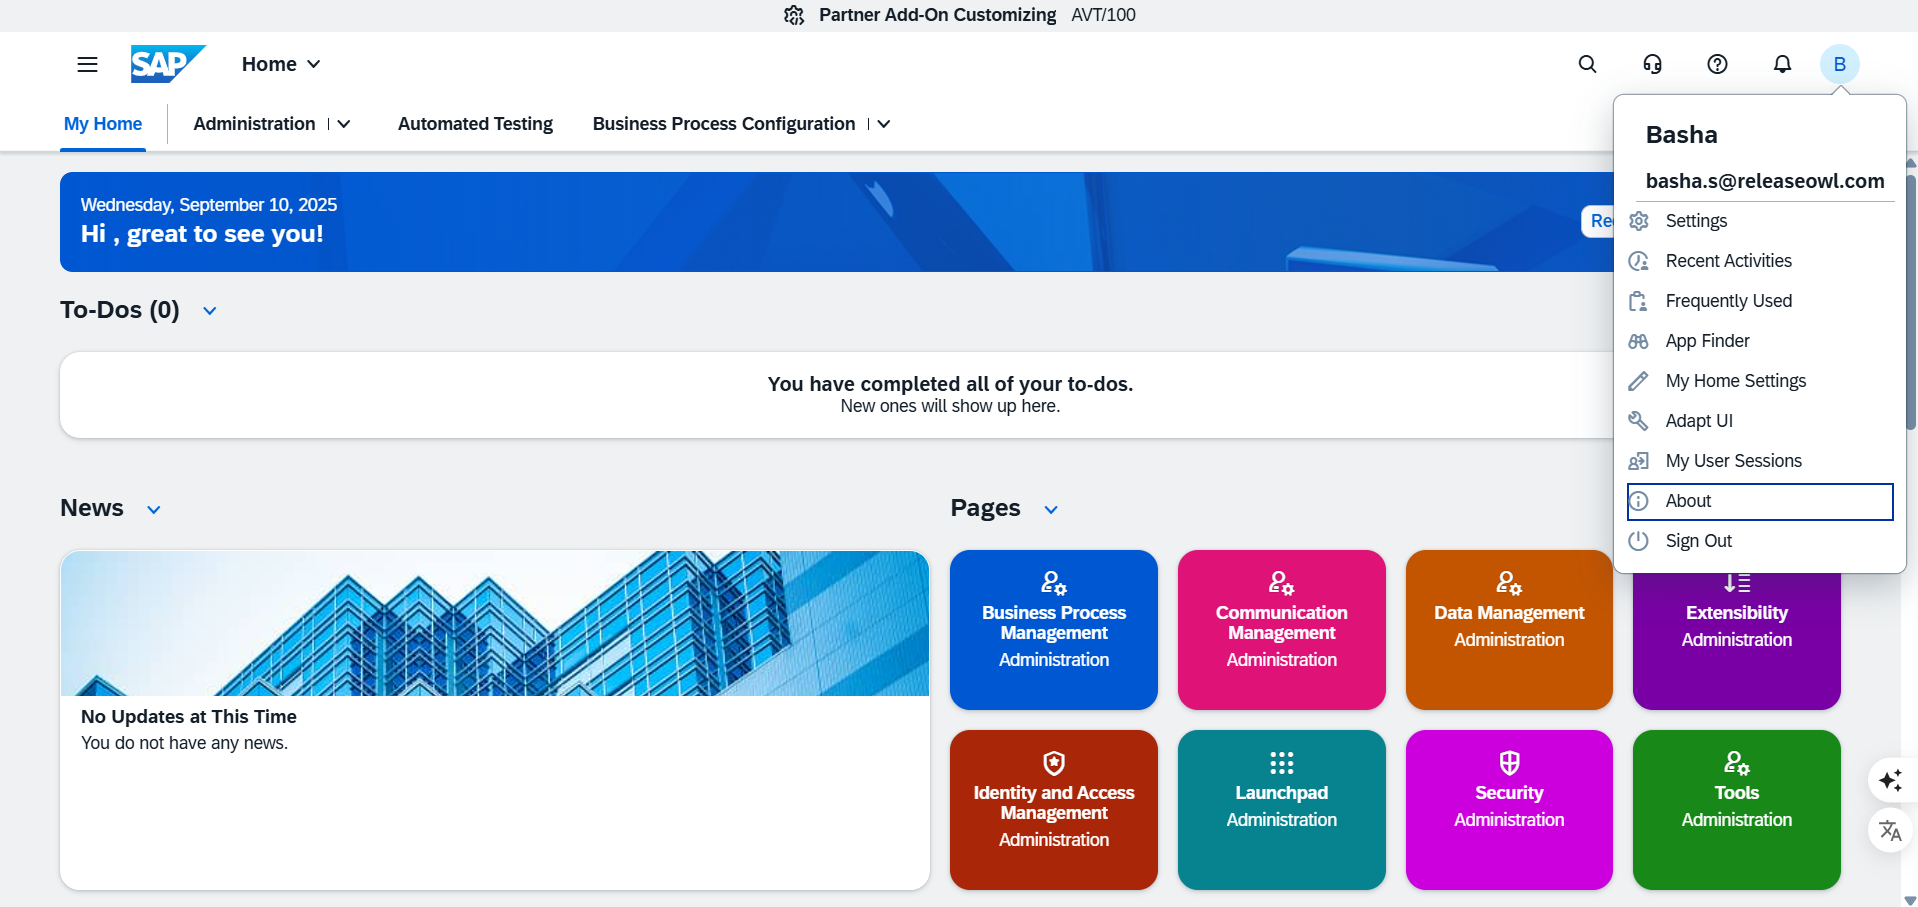 Partner Add-On Customizing AVT/100
SAP
Home
My Home
Administration
Automated Testing
Business Process Configuration
B
Basha
basha.s@releaseowl.com
Settings
Recent Activities
Frequently Used
App Finder
My Home Settings
Adapt UI
My User Sessions
About
Sign Out
Wednesday, September 10, 2025
Hi , great to see you!
To-Dos (0)
You have completed all of your to-dos.
New ones will show up here.
News
No Updates at This Time
You do not have any news.
Pages
Business Process
Management
Administration
Communication
Management
Administration
Data Management
Administration
Extensibility
Administration
Identity and Access
Management
Administration
Launchpad
Administration
Security
Administration
Tools
Administration